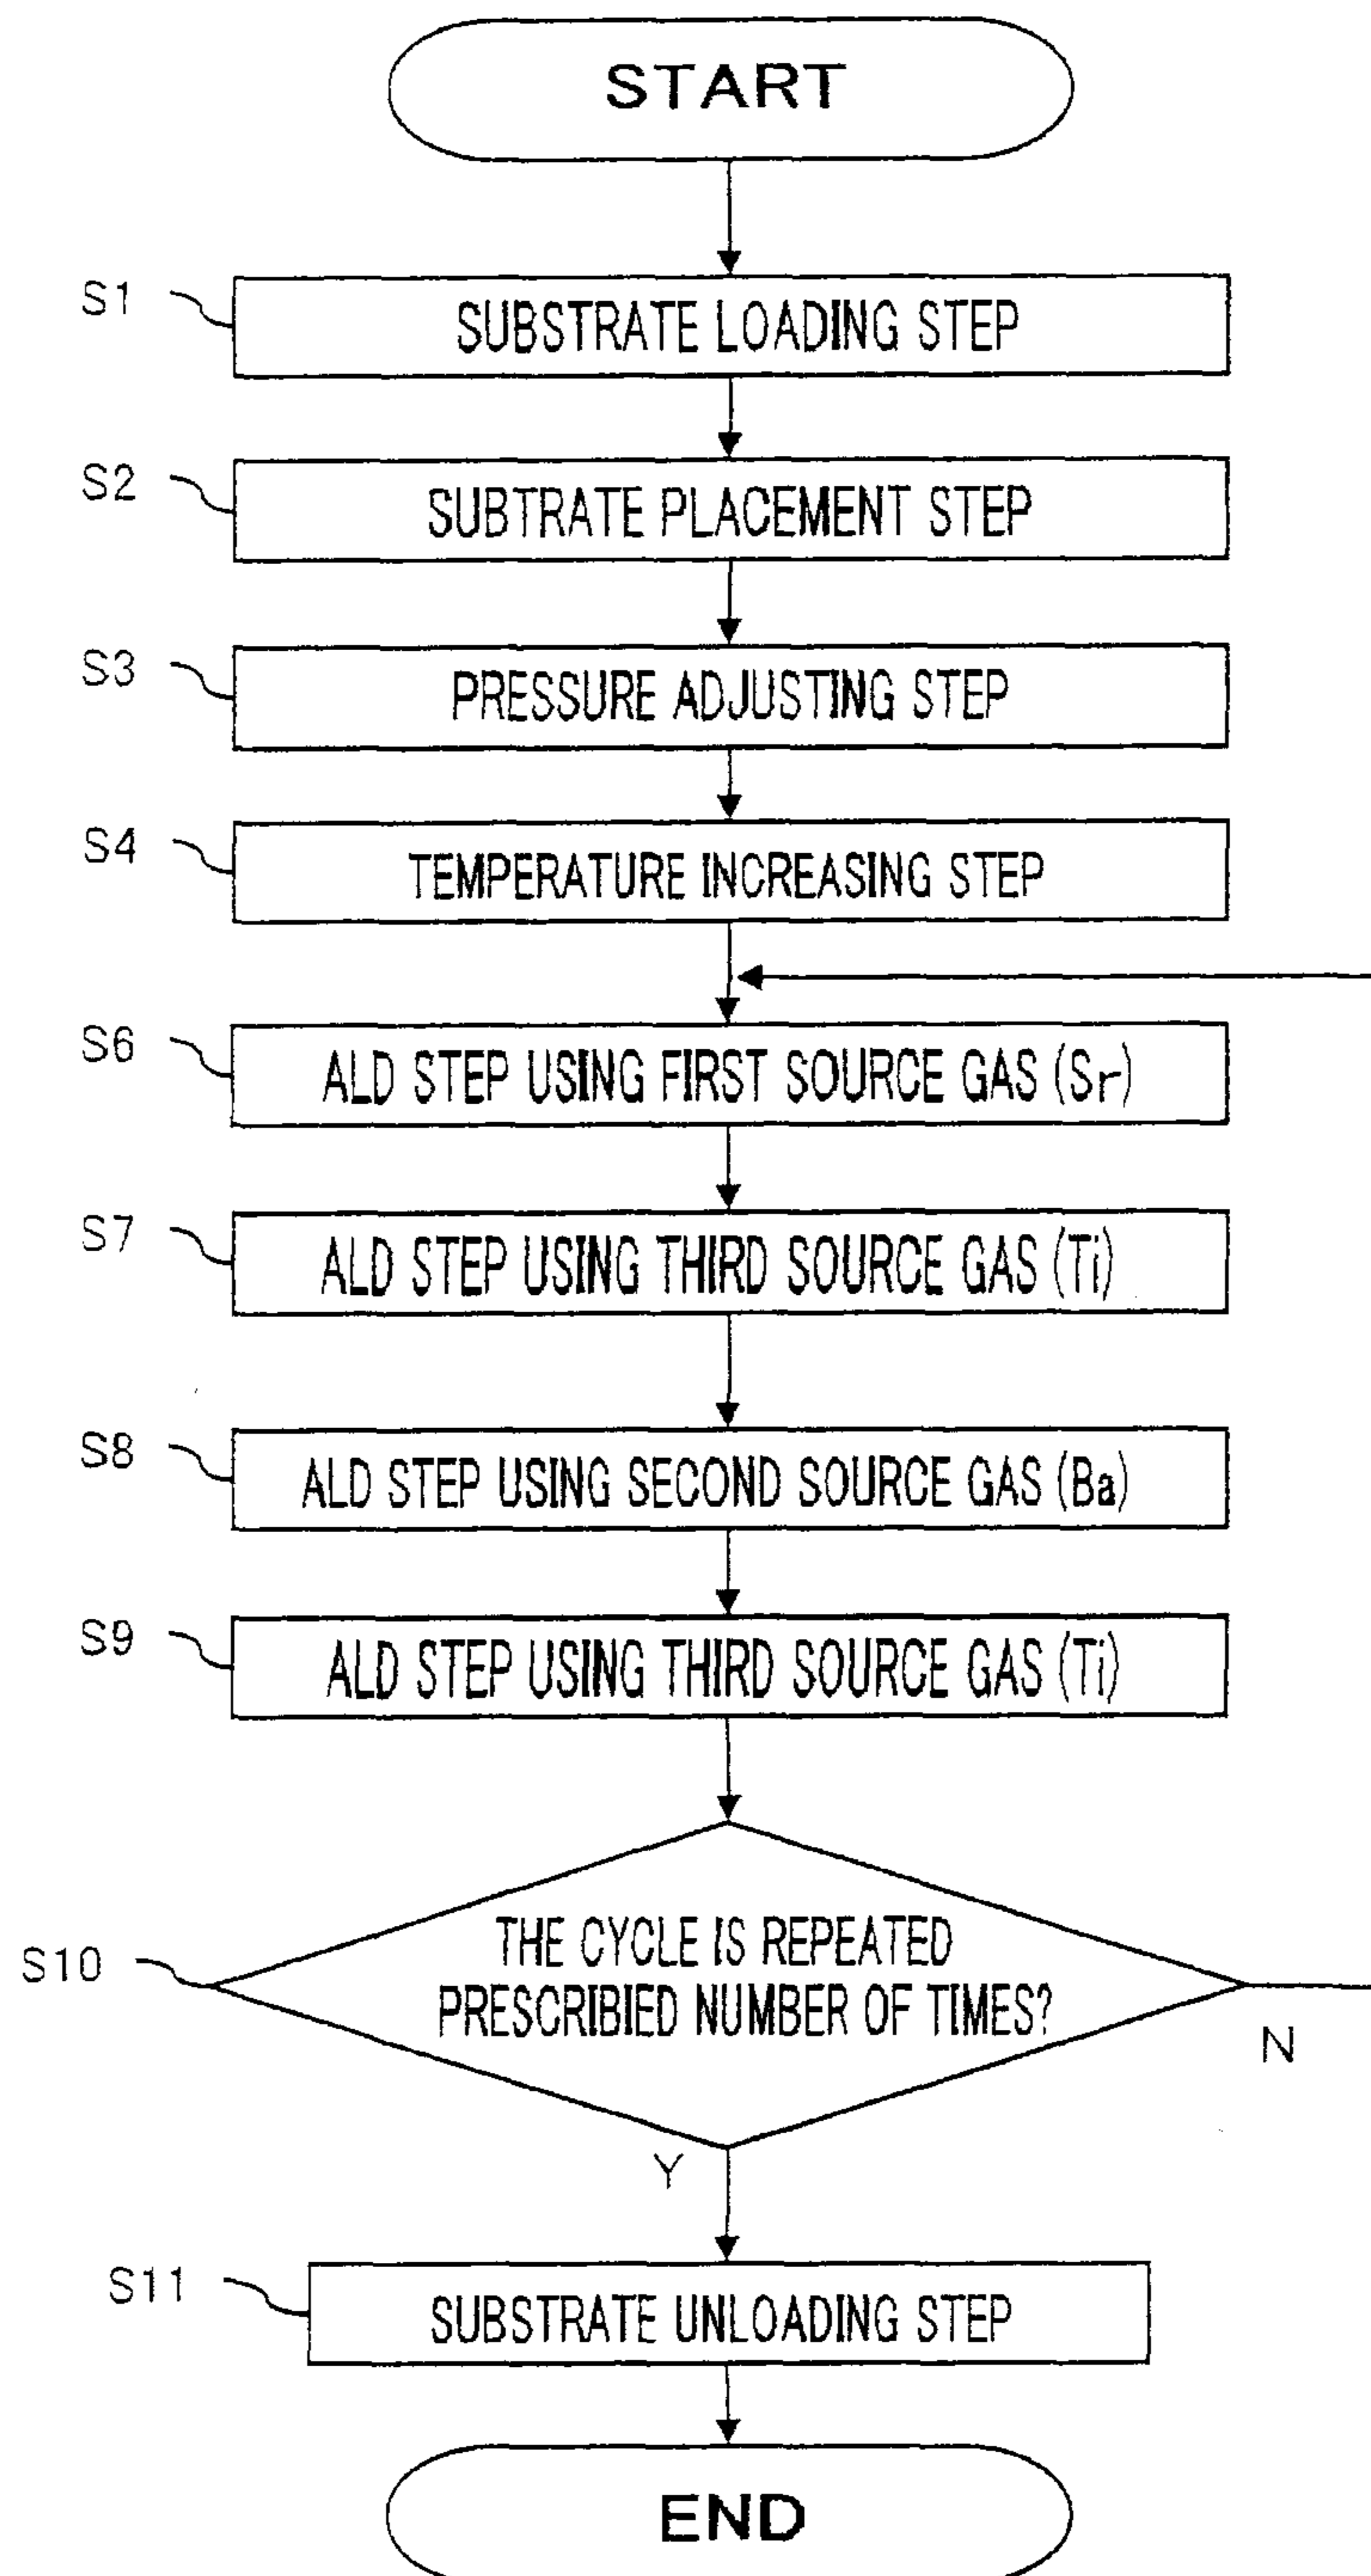 START
S1
SUBSTRATE LOADING STEP
S2
SUBTRATE PLACEMENT STEP
S3
PRESSURE ADJUSTING STEP
S4
TEMPERATURE INCREASING STEP
S6
ALD STEP USING FIRST SOURCE GAS (Sr)
S7
ALD STEP USING THIRD SOURCE GAS (Ti)
S8
ALD STEP USING SECOND SOURCE GAS (Ba)
S9
ALD STEP USING THIRD SOURCE GAS (Ti)
S10
THE CYCLE IS REPEATED
PRESCRIBIED NUMBER OF TIMES?
N
Y
S11
SUBSTRATE UNLOADING STEP
END